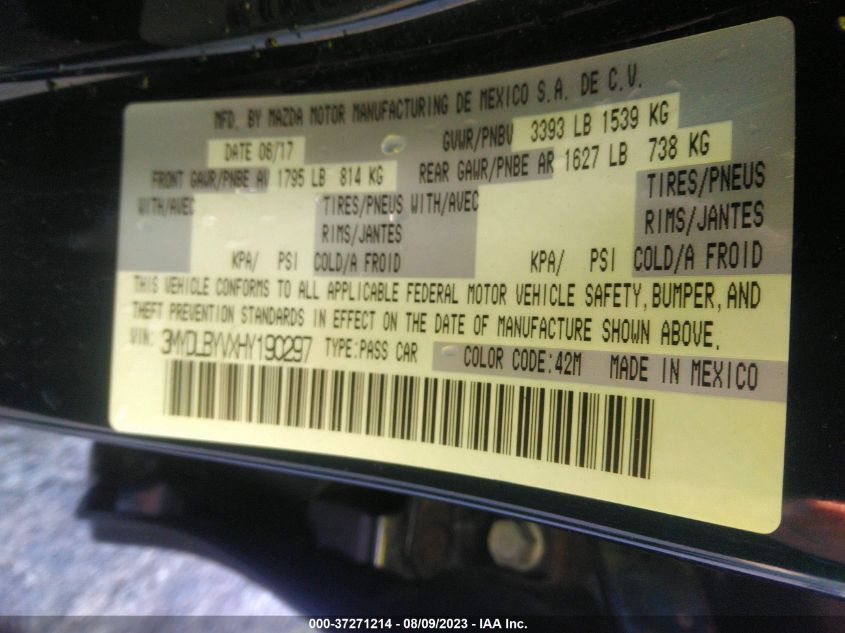 MFD. BY MAZDA MOTOR MANUFACTURING DE MEXICO S.A. DE C.V.
DATE 06/17 GVWR/PNBV 3393 LB 1539 KG
FRONT GAWR/PNBE AV 1795 LB 814 KG REAR GAWR/PNBE AR 1627 LB 738 KG
WITH/AVEC TIRES/PNEUS WITH/AVEC TIRES/PNEUS
RIMS/JANTES RIMS/JANTES
KPA/ PSI COLD/A FROID KPA/ PSI COLD/A FROID
THIS VEHICLE CONFORMS TO ALL APPLICABLE FEDERAL MOTOR VEHICLE SAFETY, BUMPER, AND
THEFT PREVENTION STANDARDS IN EFFECT ON THE DATE OF MANUFACTURE SHOWN ABOVE.
VIN: 3MYDLBYVXHY190297 TYPE:PASS CAR COLOR CODE:42M MADE IN MEXICO
000-37271214 - 08/09/2023 - IAA Inc.